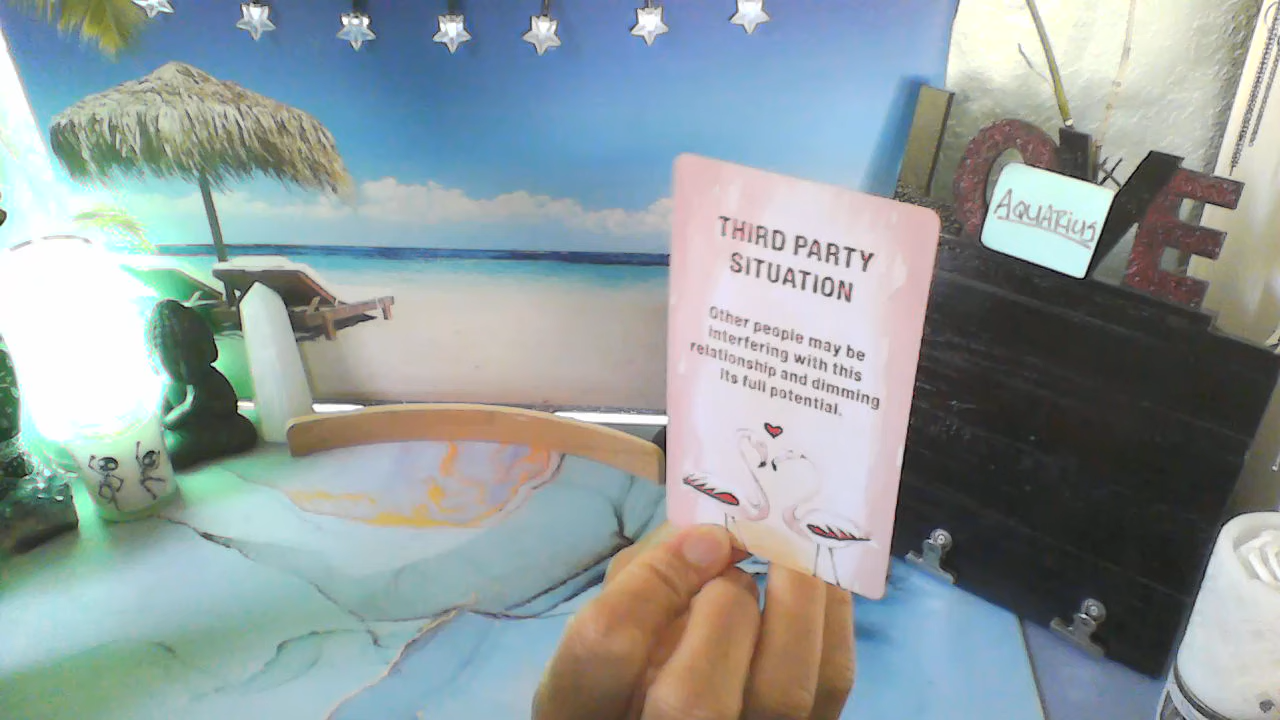 THIRD PARTY
SITUATION
Other people may be
interfering with this
relationship and dimming
its full potential.
LOVE
AQUARIUS